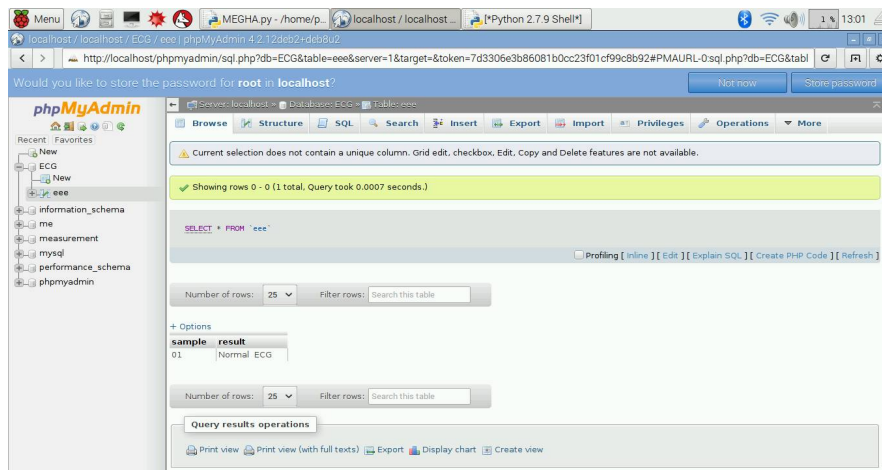 Menu MEGHA.py - /home/p... localhost / localhost ... [*Python 2.7.9 Shell*] 1 % 13:01
localhost / localhost / ECG / eee | phpMyAdmin 4.2.12deb2+deb8u2
http://localhost/phpmyadmin/sql.php?db=ECG&table=eee&server=1&target=&token=7d3306e3b86081b0cc23f01cf99c8b92#PMAURL-0:sql.php?db=ECG&tabl
Would you like to store the password for root in localhost? Not now Store password
phpMyAdmin
Recent Favorites
New
ECG
New
eee
information_schema
me
measurement
mysql
performance_schema
phpmyadmin
Server: localhost » Database: ECG » Table: eee
Browse Structure SQL Search Insert Export Import Privileges Operations More
Current selection does not contain a unique column. Grid edit, checkbox, Edit, Copy and Delete features are not available.
Showing rows 0 - 0 (1 total, Query took 0.0007 seconds.)
SELECT * FROM `eee`
Profiling [ Inline ] [ Edit ] [ Explain SQL ] [ Create PHP Code ] [ Refresh ]
Number of rows: 25 Filter rows: Search this table
+ Options
sample result
01 Normal ECG
Number of rows: 25 Filter rows: Search this table
Query results operations
Print view Print view (with full texts) Export Display chart Create view